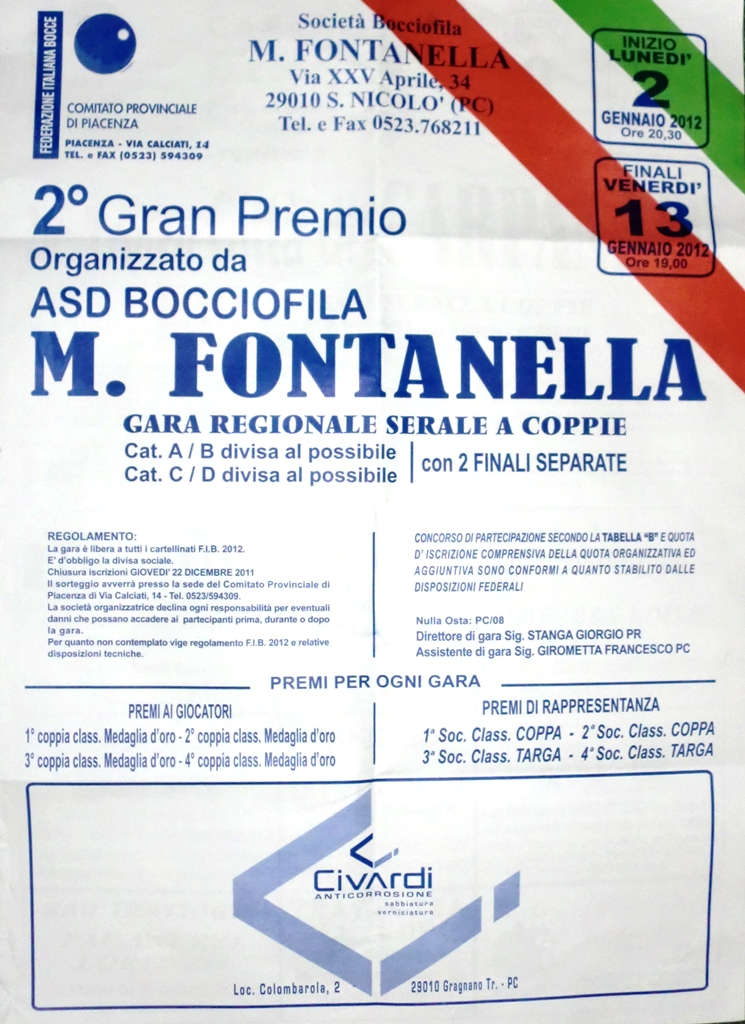 FEDERAZIONE ITALIANA BOCCE
COMITATO PROVINCIALE
DI PIACENZA
PIACENZA - VIA CALCIATI, 14
TEL. e FAX (0523) 594309
Società Bocciofila
M. FONTANELLA
Via XXV Aprile, 34
29010 S. NICOLO' (PC)
Tel. e Fax 0523.768211
INIZIO
LUNEDI'
2
GENNAIO 2012
Ore 20,30
FINALI
VENERDI'
13
GENNAIO 2012
Ore 19,00
2° Gran Premio
Organizzato da
ASD BOCCIOFILA
M. FONTANELLA
GARA REGIONALE SERALE A COPPIE
Cat. A / B divisa al possibile
Cat. C / D divisa al possibile
con 2 FINALI SEPARATE
REGOLAMENTO:
La gara è libera a tutti i cartellinati F.I.B. 2012.
E' d'obbligo la divisa sociale.
Chiusura iscrizioni GIOVEDI' 22 DICEMBRE 2011
Il sorteggio avverrà presso la sede del Comitato Provinciale di
Piacenza di Via Calciati, 14 - Tel. 0523/594309.
La società organizzatrice declina ogni responsabilità per eventuali
danni che possano accadere ai partecipanti prima, durante o dopo
la gara.
Per quanto non contemplato vige regolamento F.I.B. 2012 e relative
disposizioni tecniche.
CONCORSO DI PARTECIPAZIONE SECONDO LA TABELLA "B" E QUOTA
D' ISCRIZIONE COMPRENSIVA DELLA QUOTA ORGANIZZATIVA ED
AGGIUNTIVA SONO CONFORMI A QUANTO STABILITO DALLE
DISPOSIZIONI FEDERALI
Nulla Osta: PC/08
Direttore di gara Sig. STANGA GIORGIO PR
Assistente di gara Sig. GIROMETTA FRANCESCO PC
PREMI PER OGNI GARA
PREMI AI GIOCATORI
1° coppia class. Medaglia d'oro - 2° coppia class. Medaglia d'oro
3° coppia class. Medaglia d'oro - 4° coppia class. Medaglia d'oro
PREMI DI RAPPRESENTANZA
1ª Soc. Class. COPPA - 2ª Soc. Class. COPPA
3ª Soc. Class. TARGA - 4ª Soc. Class. TARGA
CIVArdi
ANTICORROSIONE
sabbiatura
verniciatura
Loc. Colombarola, 2
29010 Gragnano Tr. - PC